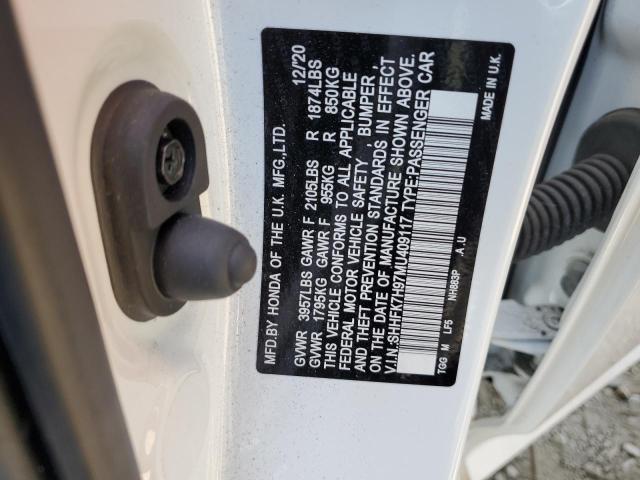 MFD.BY HONDA OF THE U.K. MFG.,LTD. 12/20
GVWR 3957LBS GAWR F 2105LBS R 1874LBS
GVWR 1795KG GAWR F 955KG R 850KG
THIS VEHICLE CONFORMS TO ALL APPLICABLE
FEDERAL MOTOR VEHICLE SAFETY , BUMPER ,
AND THEFT PREVENTION STANDARDS IN EFFECT
ON THE DATE OF MANUFACTURE SHOWN ABOVE.
V.I.N.:SHHFK7H97MU409117 TYPE:PASSENGER CAR
TGG M LF5 NH883P A.U MADE IN U.K.